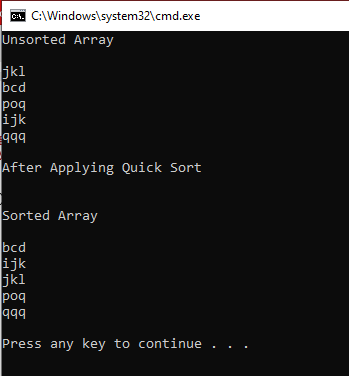 C:\Windows\system32\cmd.exe
Unsorted Array
jkl
bcd
poq
ijk
qqq
After Applying Quick Sort
Sorted Array
bcd
ijk
jkl
poq
qqq
Press any key to continue . . .